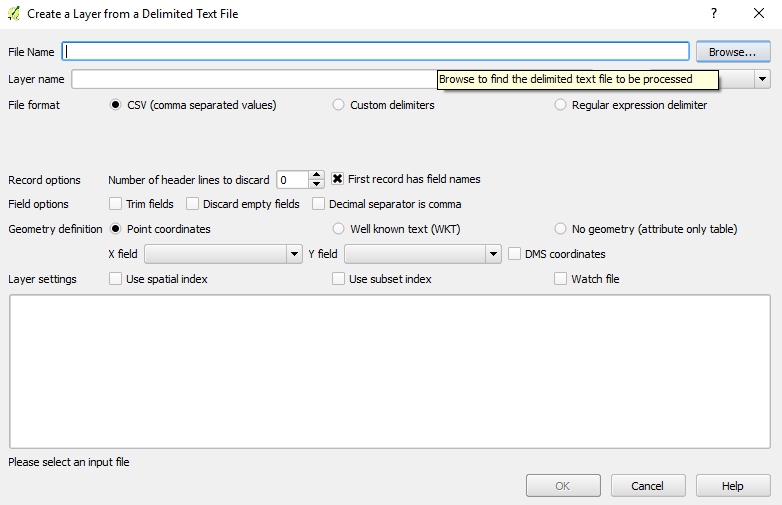 Create a Layer from a Delimited Text File ?
File Name Browse...
Layer name Browse to find the delimited text file to be processed
File format CSV (comma separated values) Custom delimiters Regular expression delimiter
Record options Number of header lines to discard 0 First record has field names
Field options Trim fields Discard empty fields Decimal separator is comma
Geometry definition Point coordinates Well known text (WKT) No geometry (attribute only table)
X field Y field DMS coordinates
Layer settings Use spatial index Use subset index Watch file
Please select an input file
OK Cancel Help